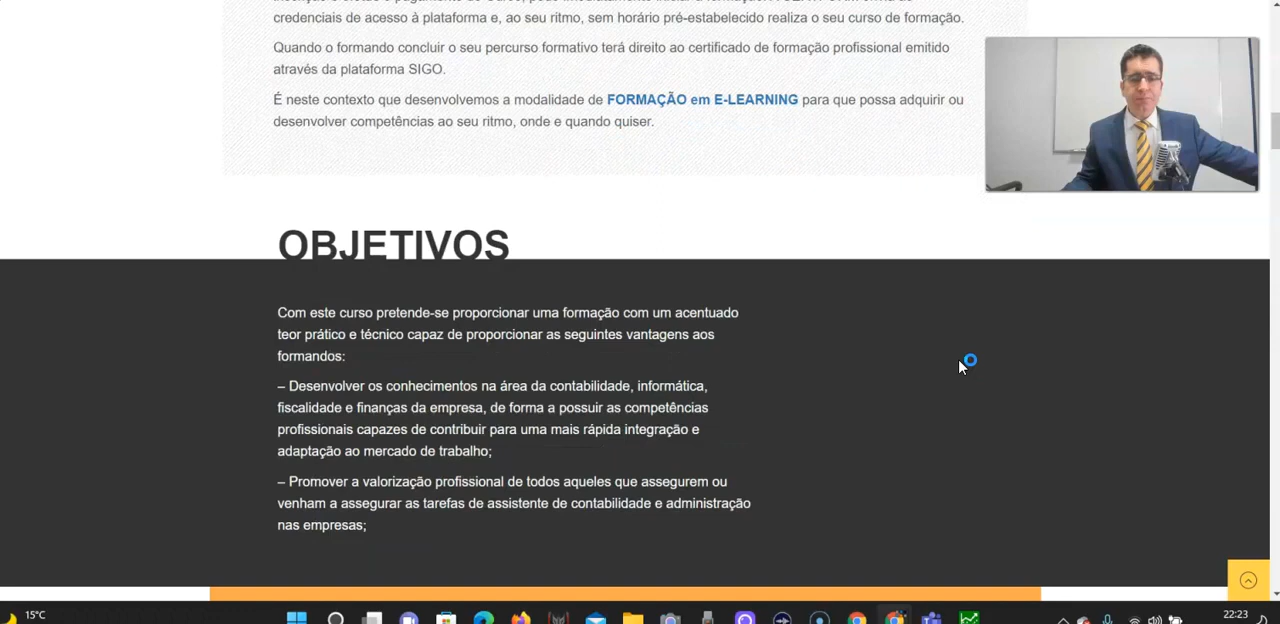 credenciais de acesso à plataforma e, ao seu ritmo, sem horário pré-estabelecido realiza o seu curso de formação.
Quando o formando concluir o seu percurso formativo terá direito ao certificado de formação profissional emitido
através da plataforma SIGO.
É neste contexto que desenvolvemos a modalidade de FORMAÇÃO em E-LEARNING para que possa adquirir ou
desenvolver competências ao seu ritmo, onde e quando quiser.
OBJETIVOS
Com este curso pretende-se proporcionar uma formação com um acentuado
teor prático e técnico capaz de proporcionar as seguintes vantagens aos
formandos:
– Desenvolver os conhecimentos na área da contabilidade, informática,
fiscalidade e finanças da empresa, de forma a possuir as competências
profissionais capazes de contribuir para uma mais rápida integração e
adaptação ao mercado de trabalho;
– Promover a valorização profissional de todos aqueles que assegurem ou
venham a assegurar as tarefas de assistente de contabilidade e administração
nas empresas;
15°C
22:23